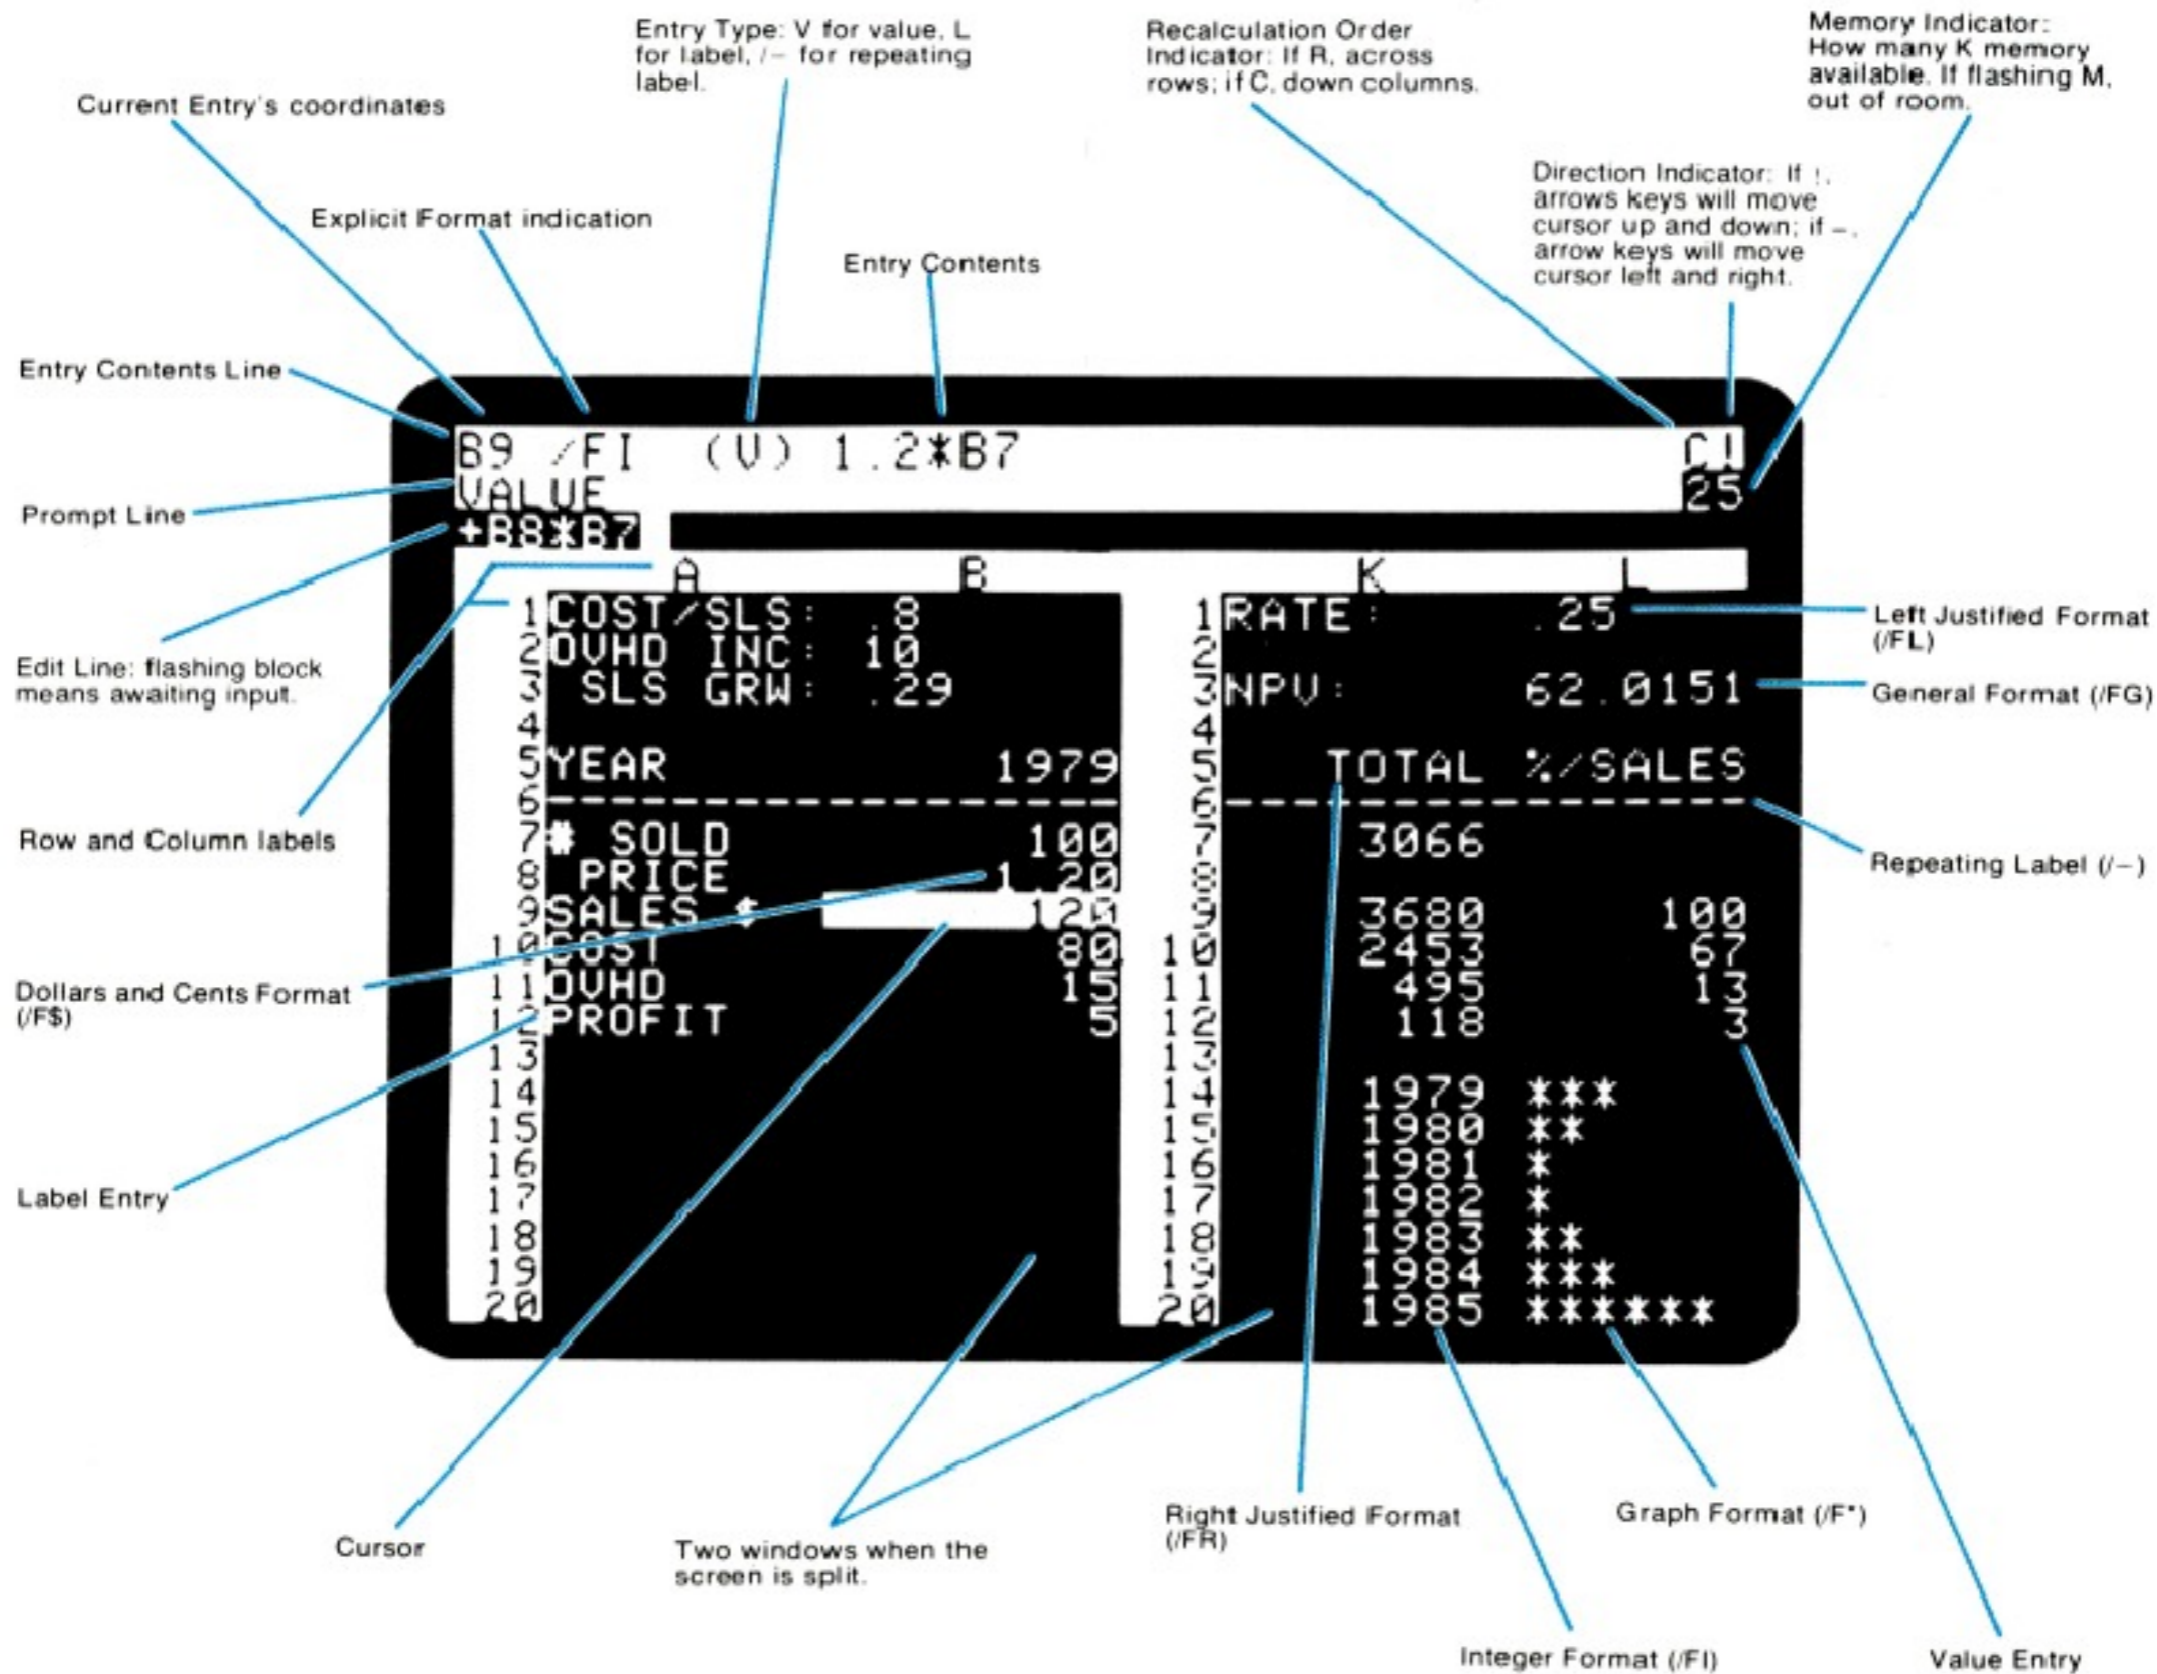 Entry Type: V for value, L
for label, /– for repeating
label.
Recalculation Order
Indicator: If R, across
rows; if C, down columns.
Memory Indicator:
How many K memory
available. If flashing M,
out of room.
Current Entry's coordinates
Direction Indicator: If !,
arrows keys will move
cursor up and down; if –,
arrow keys will move
cursor left and right.
Explicit Format indication
Entry Contents
Entry Contents Line
B9 /FI (V) 1.2*B7 C!
VALUE 25
Prompt Line
+B8*B7
A B K L
1 COST/SLS: .8 1 RATE: .25
Left Justified Format
(/FL)
2 OVHD INC: 10 2
Edit Line: flashing block
means awaiting input.
3 SLS GRW: .29 3 NPV: 62.0151
General Format (/FG)
4 4
5 YEAR 1979 5 TOTAL %/SALES
6 ------------------ 6 -----------------
Row and Column labels
7 # SOLD 100 7 3066
8 PRICE 1.20 8
Repeating Label (/–)
9 SALES $ 120 9 3680 100
10 COST 80 10 2453 67
11 OVHD 15 11 495 13
Dollars and Cents Format
(/F$)
12 PROFIT 5 12 118 3
13 13
14 14 1979 ***
15 15 1980 **
16 16 1981 *
17 17 1982 *
Label Entry
18 18 1983 **
19 19 1984 ***
20 20 1985 ******
Cursor
Two windows when the
screen is split.
Right Justified Format
(/FR)
Graph Format (/F*)
Integer Format (/FI)
Value Entry